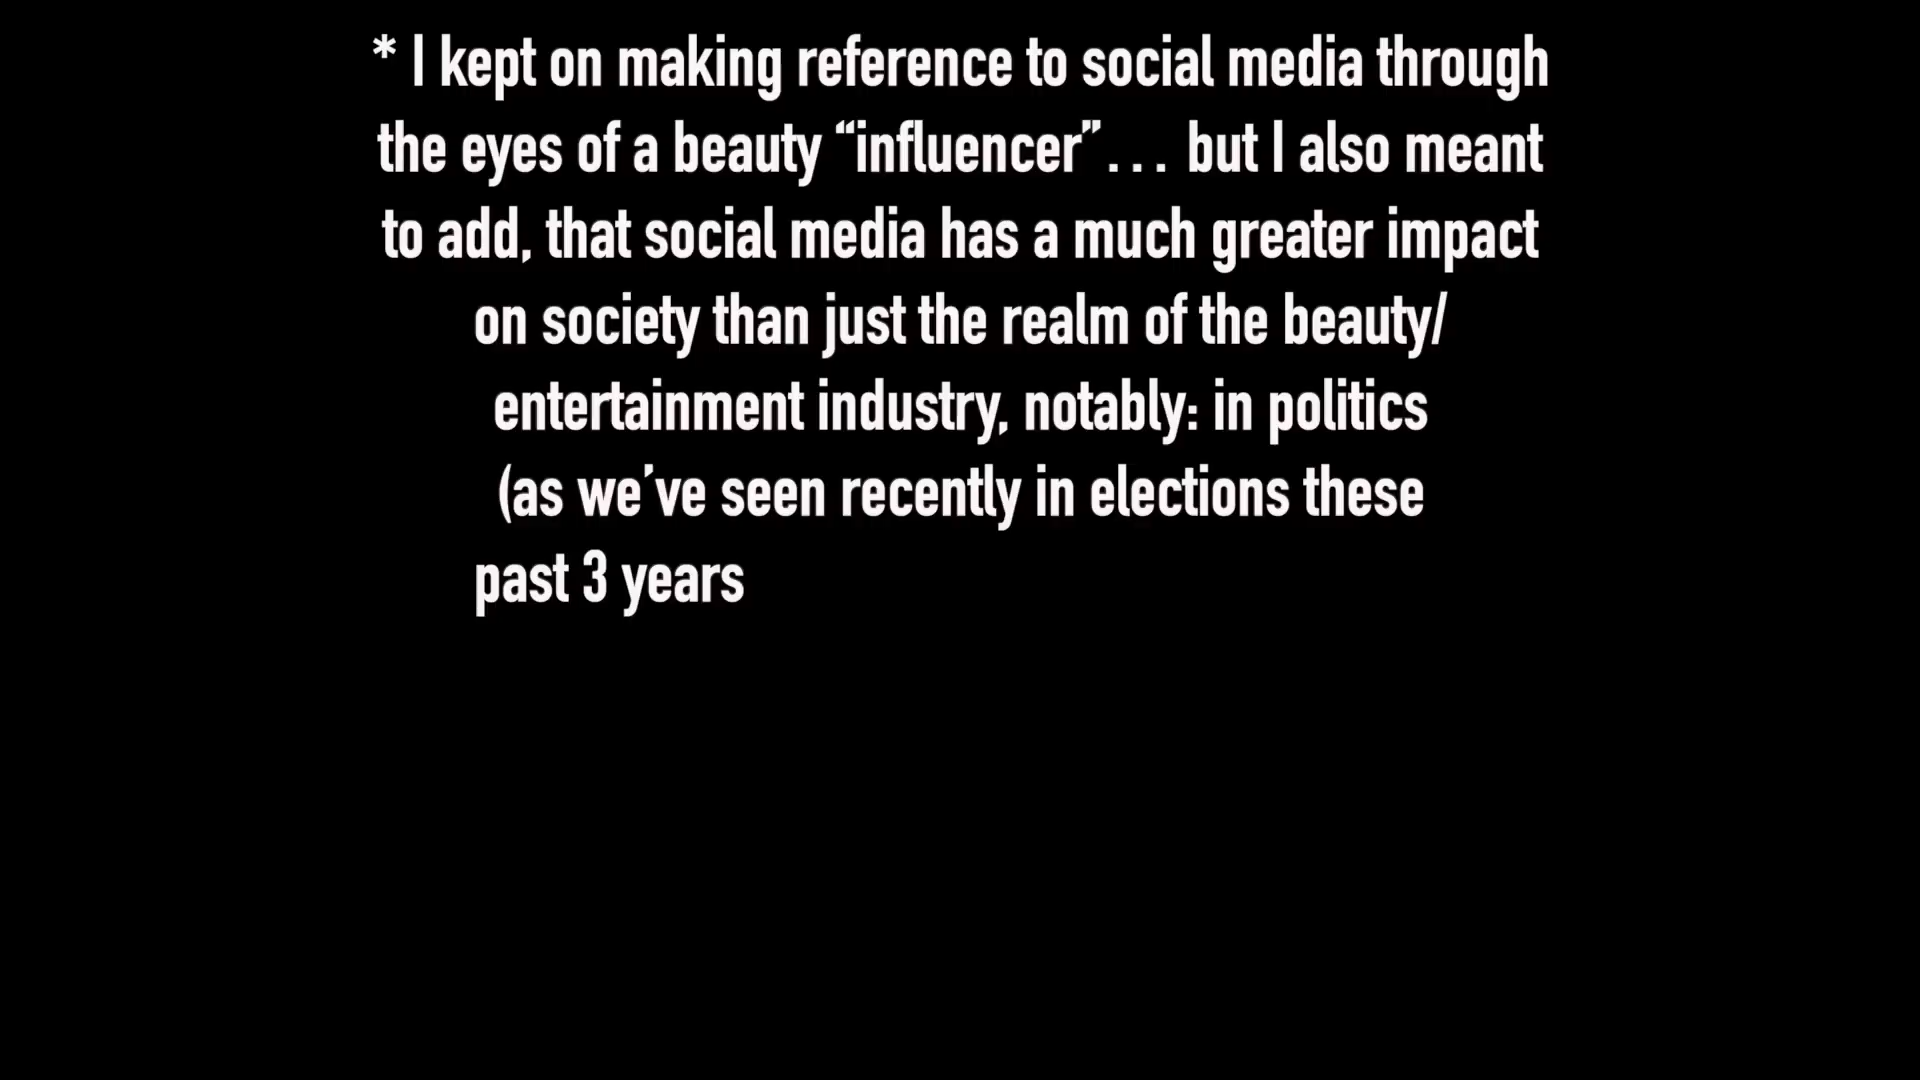 * I kept on making reference to social media through
the eyes of a beauty “influencer”... but I also meant
to add, that social media has a much greater impact
on society than just the realm of the beauty/
entertainment industry, notably: in politics
(as we’ve seen recently in elections these
past 3 years